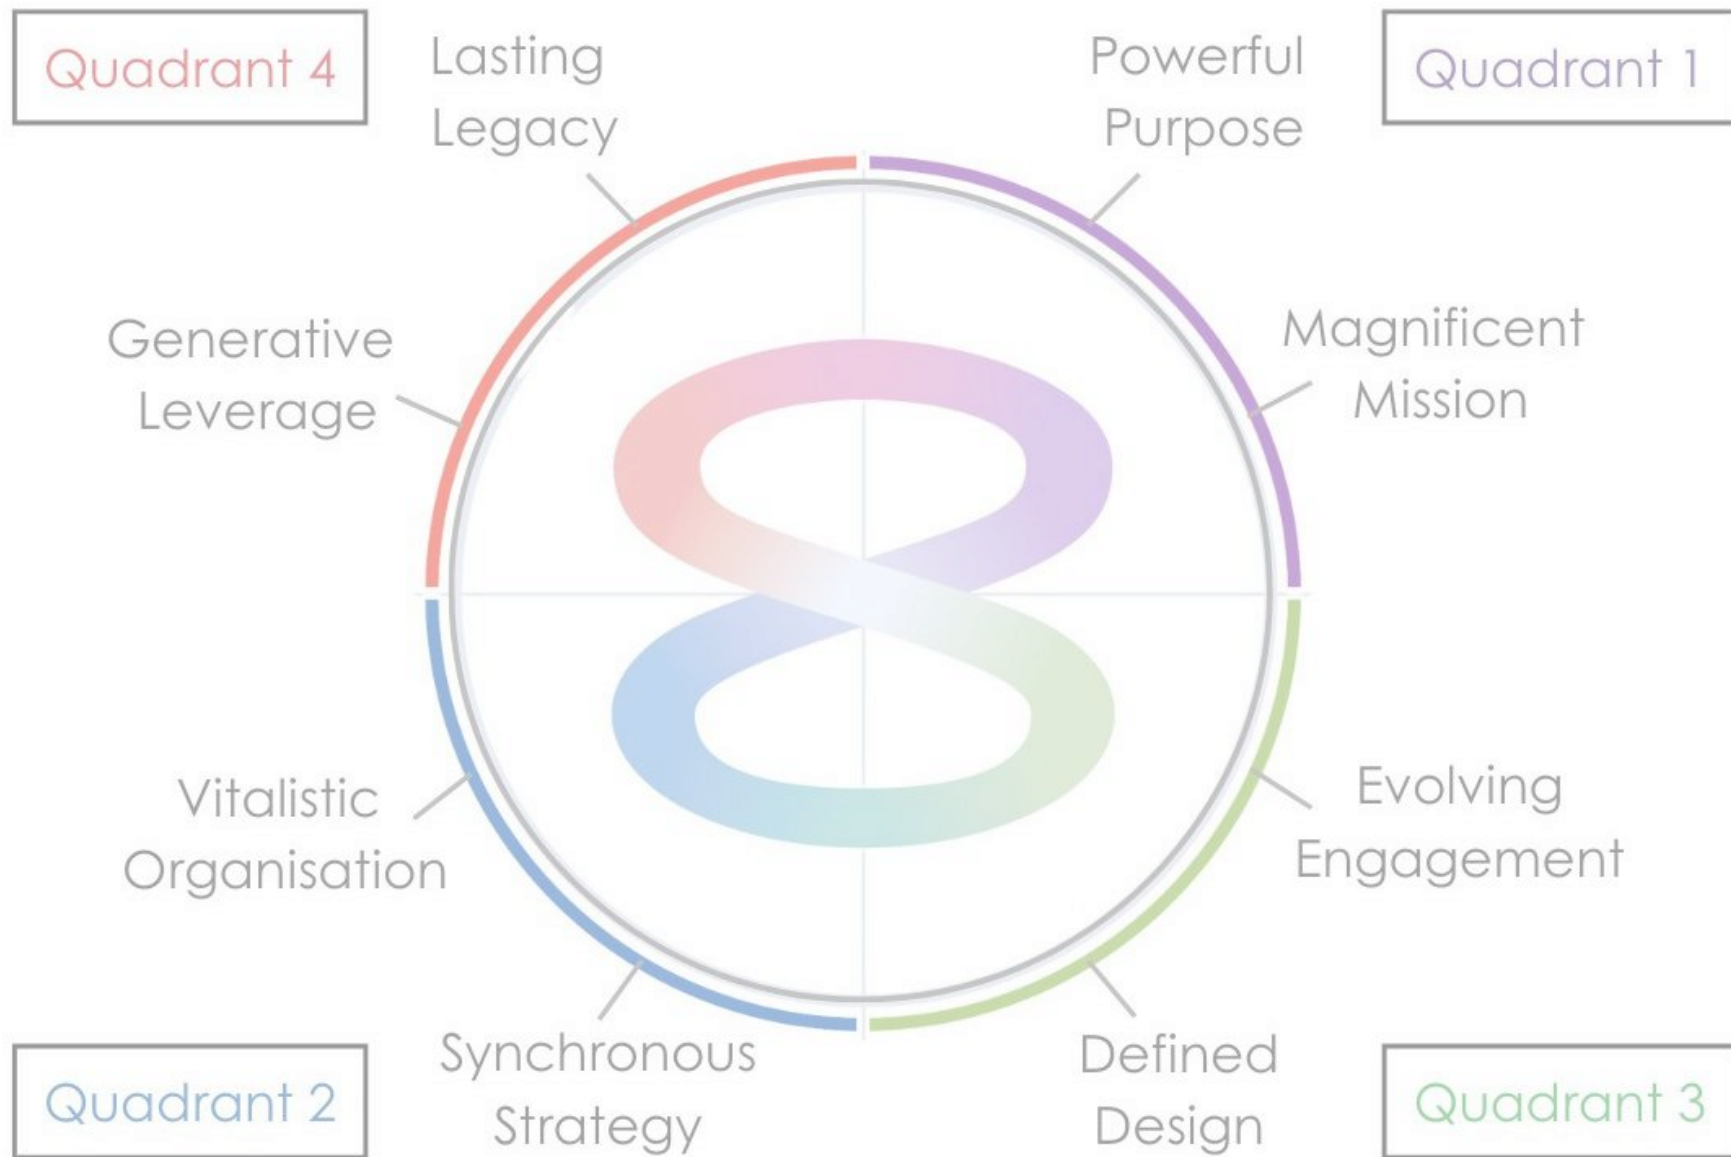 Quadrant 4
Lasting
Legacy
Powerful
Purpose
Quadrant 1
Generative
Leverage
Magnificent
Mission
Vitalistic
Organisation
Evolving
Engagement
Quadrant 2
Synchronous
Strategy
Defined
Design
Quadrant 3